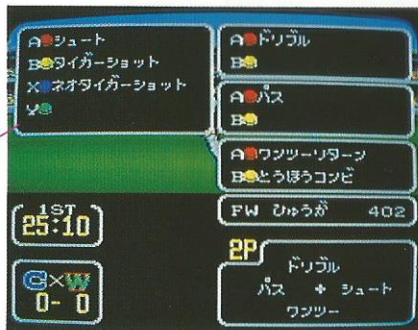 Aシュート
Bタイガーショット
Xネオタイガーショット
Y
Aドリブル
B
Aパス
B
Aワンツーリターン
Bとうほうコンビ
FW ひゅうが 402
1ST
25:10
C×W
0- 0
2P
ドリブル
パス + シュート
ワンツー